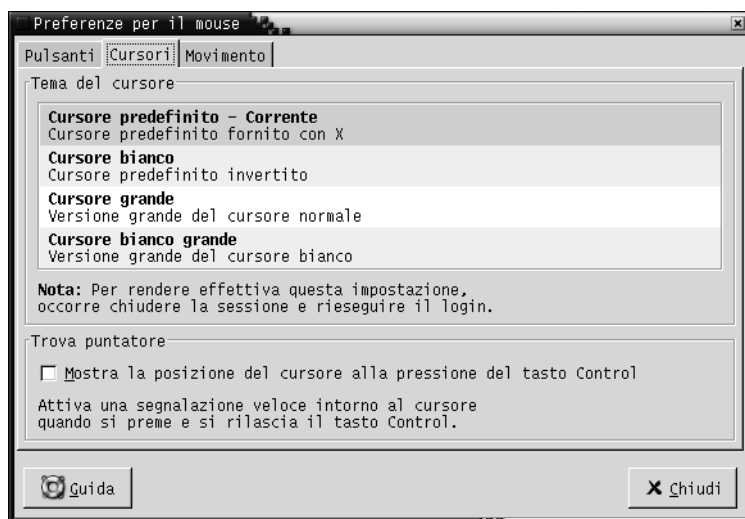 Preferenze per il mouse
Pulsanti Cursori Movimento
Tema del cursore
Cursore predefinito – Corrente
Cursore predefinito fornito con X
Cursore bianco
Cursore predefinito invertito
Cursore grande
Versione grande del cursore normale
Cursore bianco grande
Versione grande del cursore bianco
Nota: Per rendere effettiva questa impostazione,
occorre chiudere la sessione e rieseguire il login.
Trova puntatore
Mostra la posizione del cursore alla pressione del tasto Control
Attiva una segnalazione veloce intorno al cursore
quando si preme e si rilascia il tasto Control.
Guida Chiudi